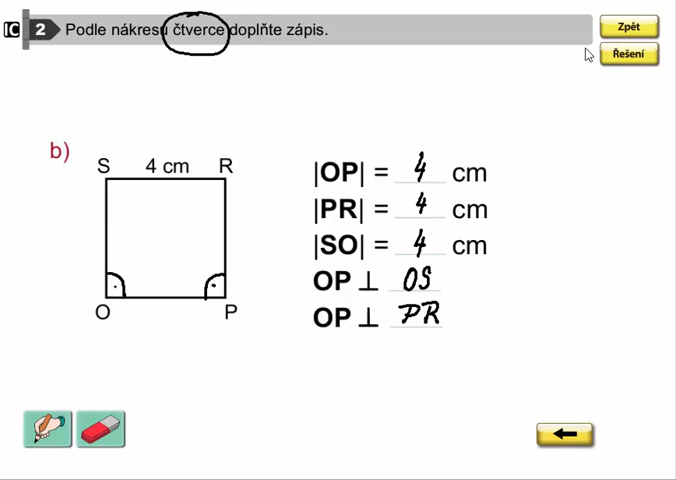 2 Podle nákresu čtverce doplňte zápis.
Zpět
Řešení
b)
S 4 cm R
O P
|OP| = 4 cm
|PR| = 4 cm
|SO| = 4 cm
OP ⊥ OS
OP ⊥ PR